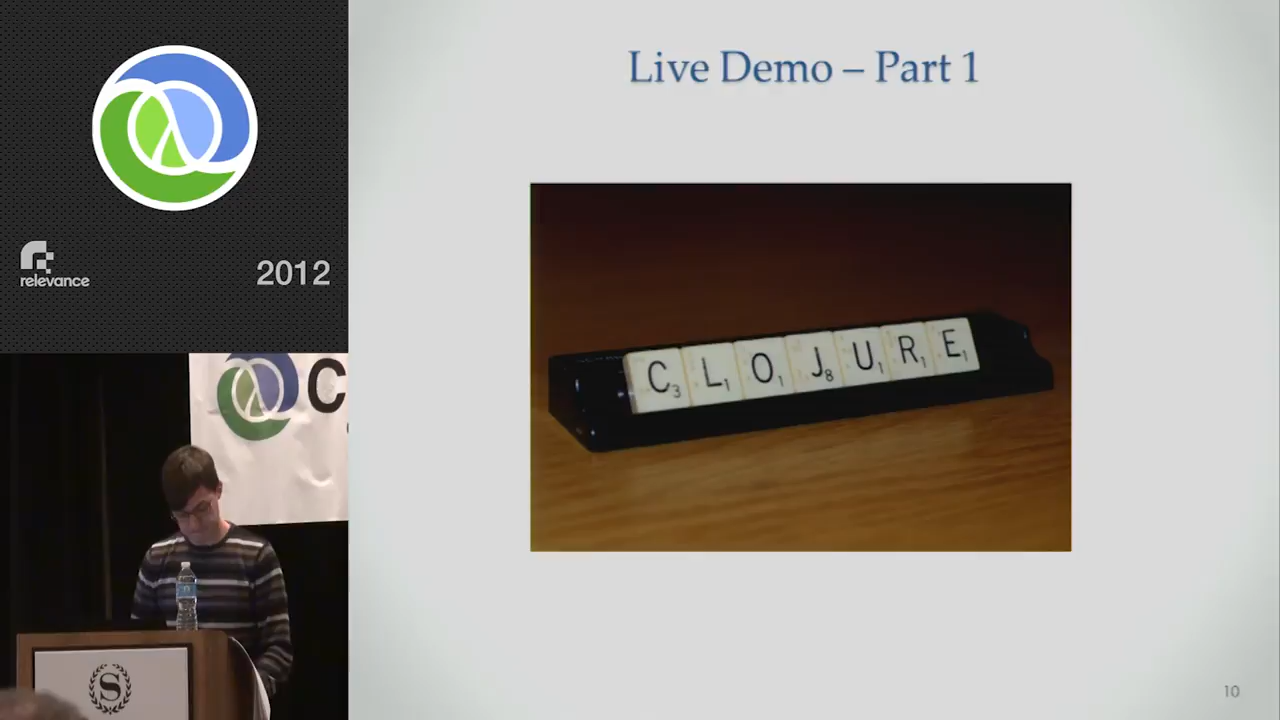 Live Demo – Part 1
relevance
2012
C3 L1 O1 J8 U1 R1 E1
C
S
10